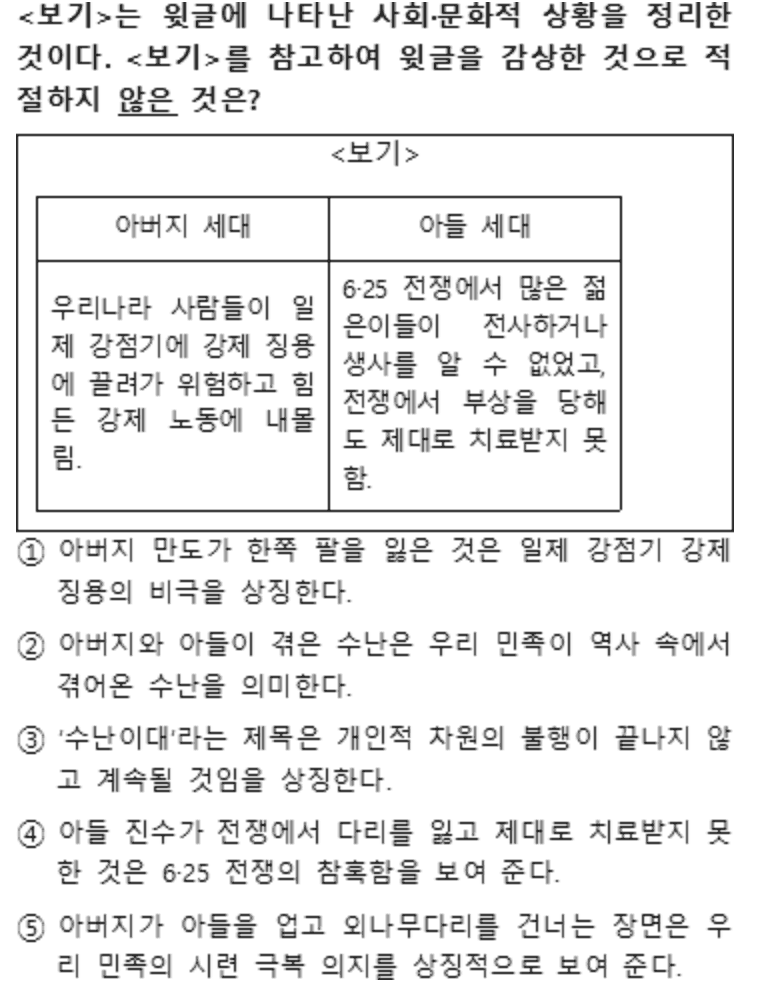 <보기>는 윗글에 나타난 사회·문화적 상황을 정리한
것이다. <보기>를 참고하여 윗글을 감상한 것으로 적
절하지 않은 것은?
<보기>
아버지 세대
아들 세대
우리나라 사람들이 일
제 강점기에 강제 징용
에 끌려가 위험하고 힘
든 강제 노동에 내몰
림.
6·25 전쟁에서 많은 젊
은이들이 전사하거나
생사를 알 수 없었고,
전쟁에서 부상을 당해
도 제대로 치료받지 못
함.
① 아버지 만도가 한쪽 팔을 잃은 것은 일제 강점기 강제
징용의 비극을 상징한다.
② 아버지와 아들이 겪은 수난은 우리 민족이 역사 속에서
겪어온 수난을 의미한다.
③ '수난이대'라는 제목은 개인적 차원의 불행이 끝나지 않
고 계속될 것임을 상징한다.
④ 아들 진수가 전쟁에서 다리를 잃고 제대로 치료받지 못
한 것은 6·25 전쟁의 참혹함을 보여 준다.
⑤ 아버지가 아들을 업고 외나무다리를 건너는 장면은 우
리 민족의 시련 극복 의지를 상징적으로 보여 준다.